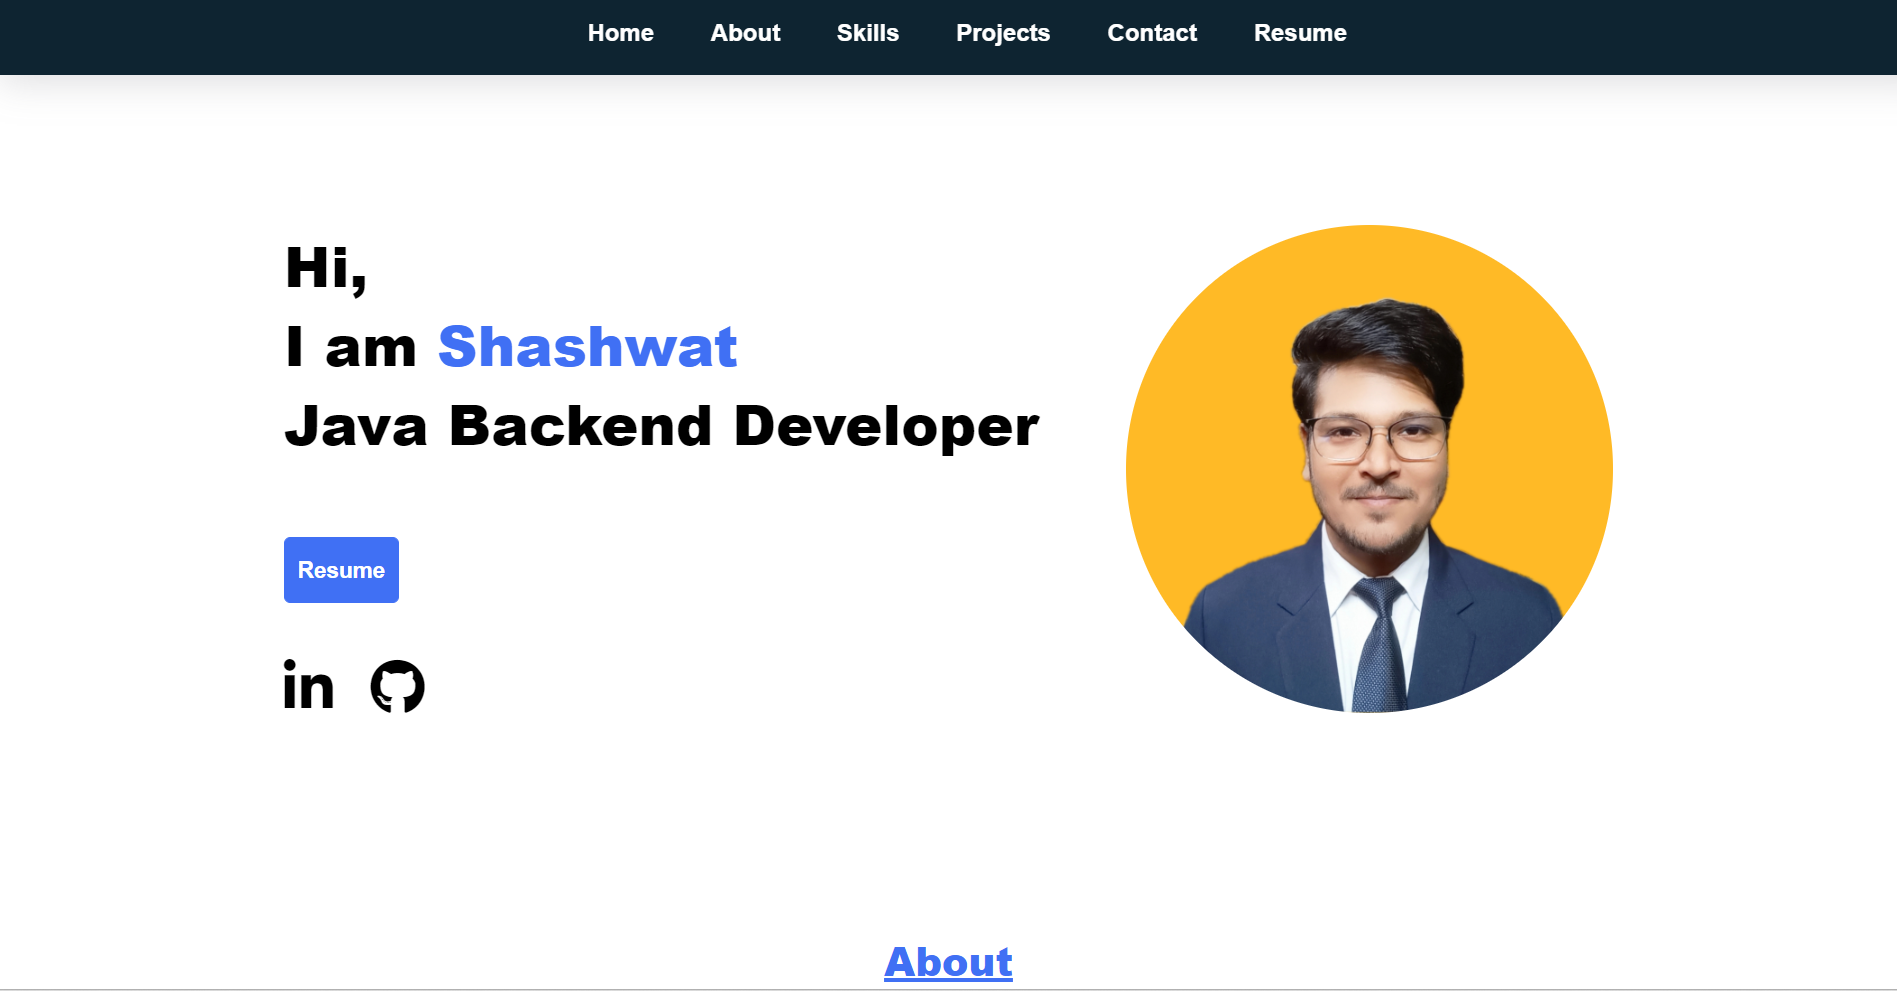 Home About Skills Projects Contact Resume
Hi,
I am Shashwat
Java Backend Developer
Resume
in
About